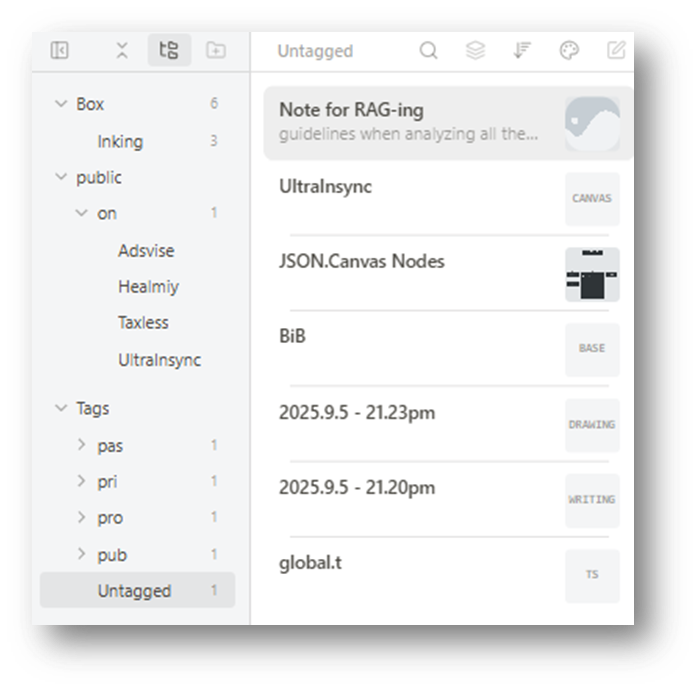 Box 6
Inking 3
public
on 1
Adsvise
Healmiy
Taxless
UltraInsync
Tags
pas 1
pri 1
pro 1
pub 1
Untagged 1
Untagged
Note for RAG-ing
guidelines when analyzing all the...
UltraInsync
CANVAS
JSON.Canvas Nodes
BiB
BASE
2025.9.5 - 21.23pm
DRAWING
2025.9.5 - 21.20pm
WRITING
global.t
TS